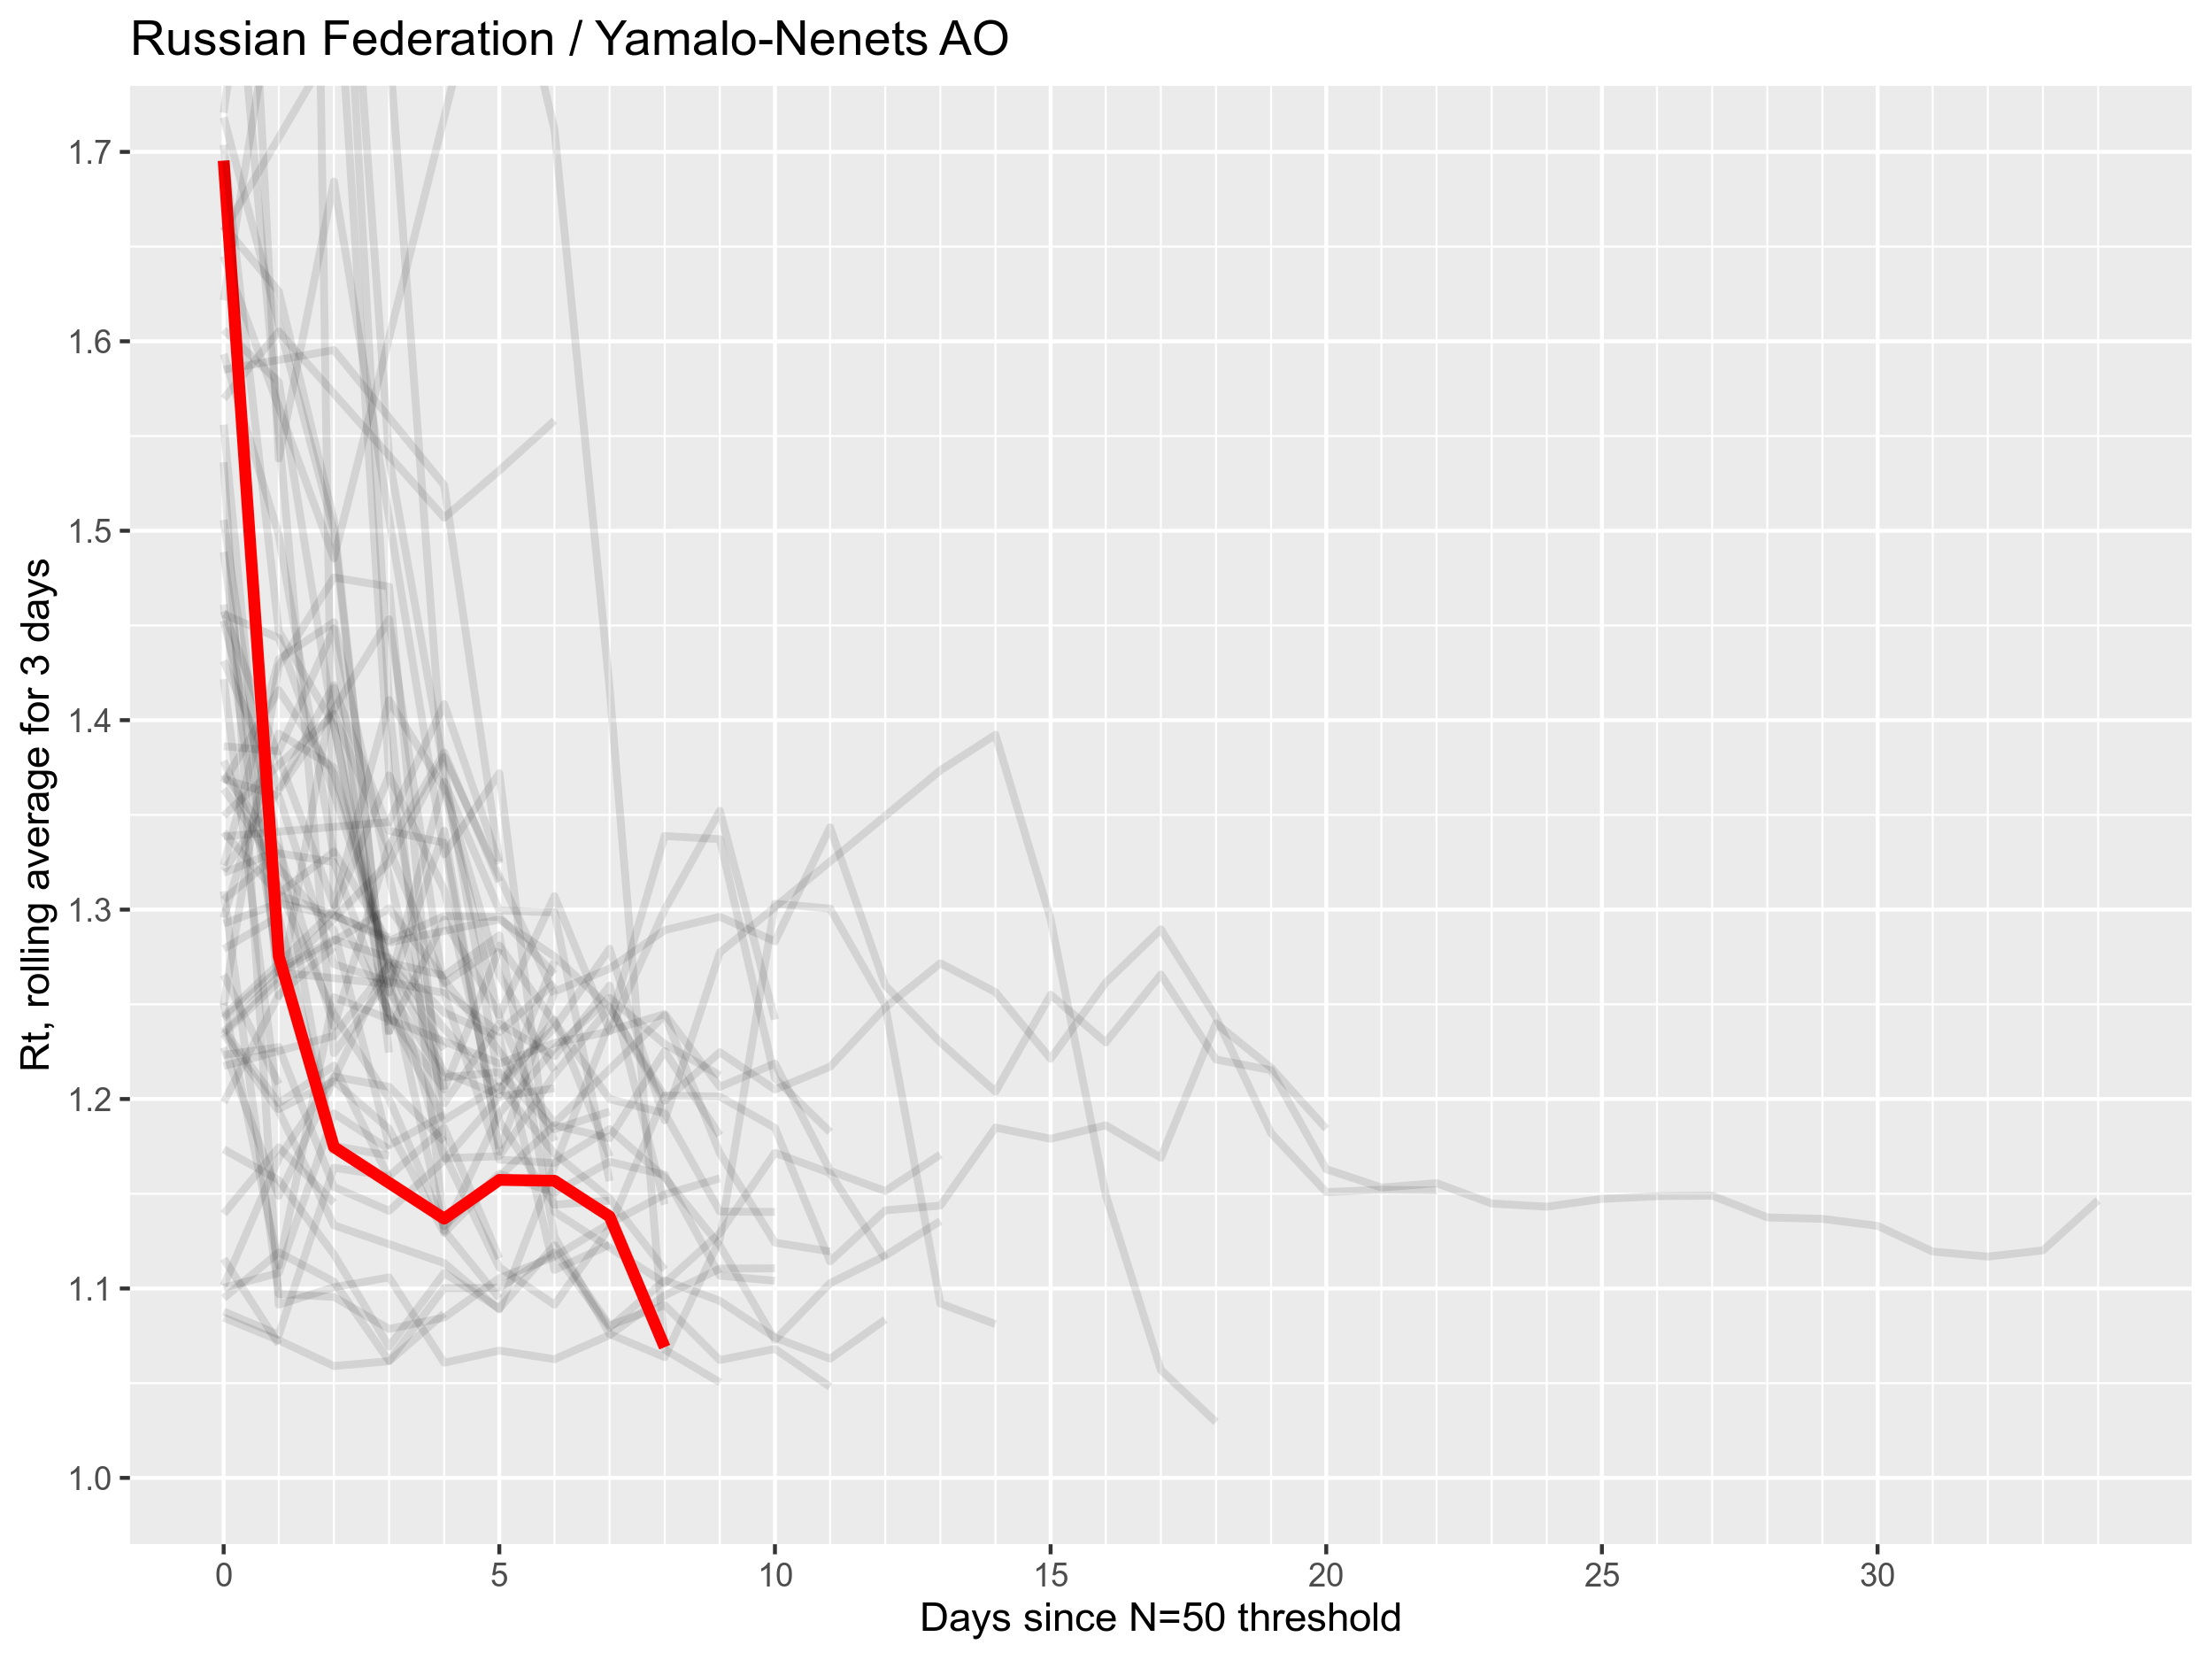 Russian Federation / Yamalo-Nenets AO
Rt, rolling average for 3 days
1.7
1.6
1.5
1.4
1.3
1.2
1.1
1.0
0 5 10 15 20 25 30
Days since N=50 threshold